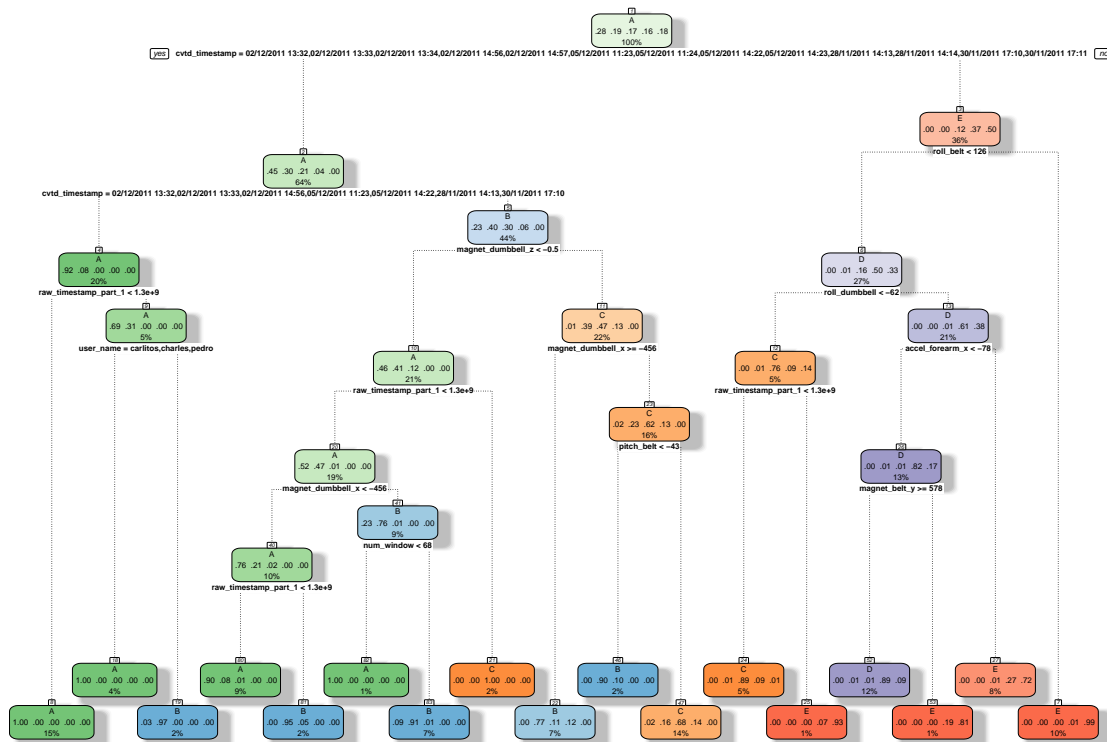 1
A
.28 .19 .17 .16 .18
100%
yes cvtd_timestamp = 02/12/2011 13:32,02/12/2011 13:33,02/12/2011 13:34,02/12/2011 14:56,02/12/2011 14:57,05/12/2011 11:23,05/12/2011 11:24,05/12/2011 14:22,05/12/2011 14:23,28/11/2011 14:13,28/11/2011 14:14,30/11/2011 17:10,30/11/2011 17:11 no
3
E
.00 .00 .12 .37 .50
36%
roll_belt < 126
2
A
.45 .30 .21 .04 .00
64%
cvtd_timestamp = 02/12/2011 13:32,02/12/2011 13:33,02/12/2011 14:56,05/12/2011 11:23,05/12/2011 14:22,28/11/2011 14:13,30/11/2011 17:10
5
B
.23 .40 .30 .06 .00
44%
magnet_dumbbell_z < −0.5
4
A
.92 .08 .00 .00 .00
20%
raw_timestamp_part_1 < 1.3e+9
6
D
.00 .01 .16 .50 .33
27%
roll_dumbbell < −62
9
A
.69 .31 .00 .00 .00
5%
user_name = carlitos,charles,pedro
11
C
.01 .39 .47 .13 .00
22%
magnet_dumbbell_x >= −456
13
D
.00 .00 .01 .61 .38
21%
accel_forearm_x < −78
10
A
.46 .41 .12 .00 .00
21%
raw_timestamp_part_1 < 1.3e+9
12
C
.00 .01 .76 .09 .14
5%
raw_timestamp_part_1 < 1.3e+9
23
C
.02 .23 .62 .13 .00
16%
pitch_belt < −43
20
A
.52 .47 .01 .00 .00
19%
magnet_dumbbell_x < −456
26
D
.00 .01 .01 .82 .17
13%
magnet_belt_y >= 578
41
B
.23 .76 .01 .00 .00
9%
num_window < 68
40
A
.76 .21 .02 .00 .00
10%
raw_timestamp_part_1 < 1.3e+9
18
A
1.00 .00 .00 .00 .00
4%
80
A
.90 .08 .01 .00 .00
9%
82
A
1.00 .00 .00 .00 .00
1%
21
C
.00 .00 1.00 .00 .00
2%
46
B
.00 .90 .10 .00 .00
2%
24
C
.00 .01 .89 .09 .01
5%
52
D
.00 .01 .01 .89 .09
12%
27
E
.00 .00 .01 .27 .72
8%
8
A
1.00 .00 .00 .00 .00
15%
19
B
.03 .97 .00 .00 .00
2%
81
B
.00 .95 .05 .00 .00
2%
83
B
.09 .91 .01 .00 .00
7%
22
B
.00 .77 .11 .12 .00
7%
47
C
.02 .16 .68 .14 .00
14%
25
E
.00 .00 .00 .07 .93
1%
53
E
.00 .00 .00 .19 .81
1%
7
E
.00 .00 .00 .01 .99
10%